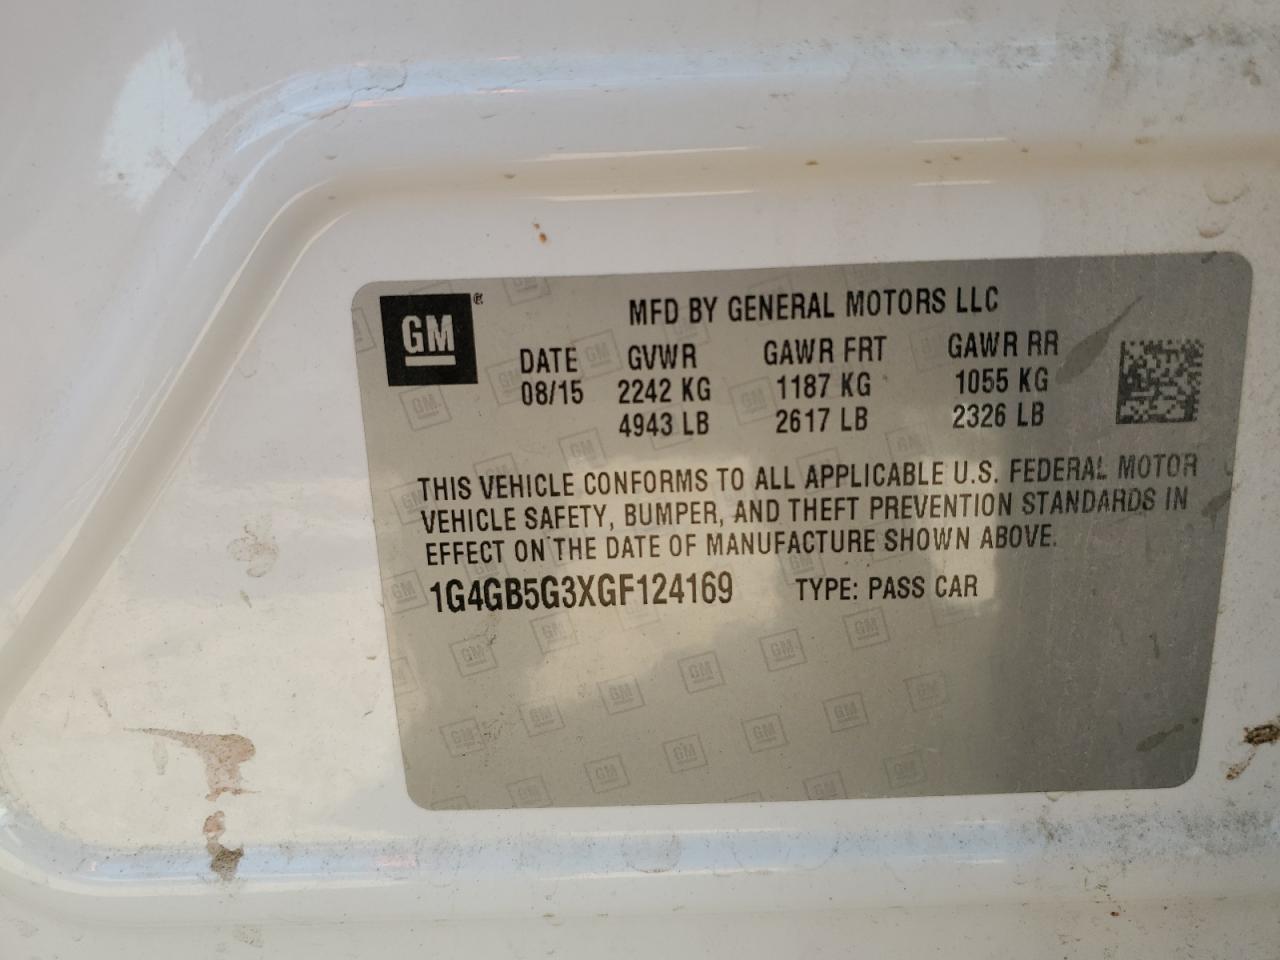 GM®
MFD BY GENERAL MOTORS LLC
DATE GVWR GAWR FRT GAWR RR
08/15 2242 KG 1187 KG 1055 KG
4943 LB 2617 LB 2326 LB
THIS VEHICLE CONFORMS TO ALL APPLICABLE U.S. FEDERAL MOTOR
VEHICLE SAFETY, BUMPER, AND THEFT PREVENTION STANDARDS IN
EFFECT ON THE DATE OF MANUFACTURE SHOWN ABOVE.
1G4GB5G3XGF124169 TYPE: PASS CAR